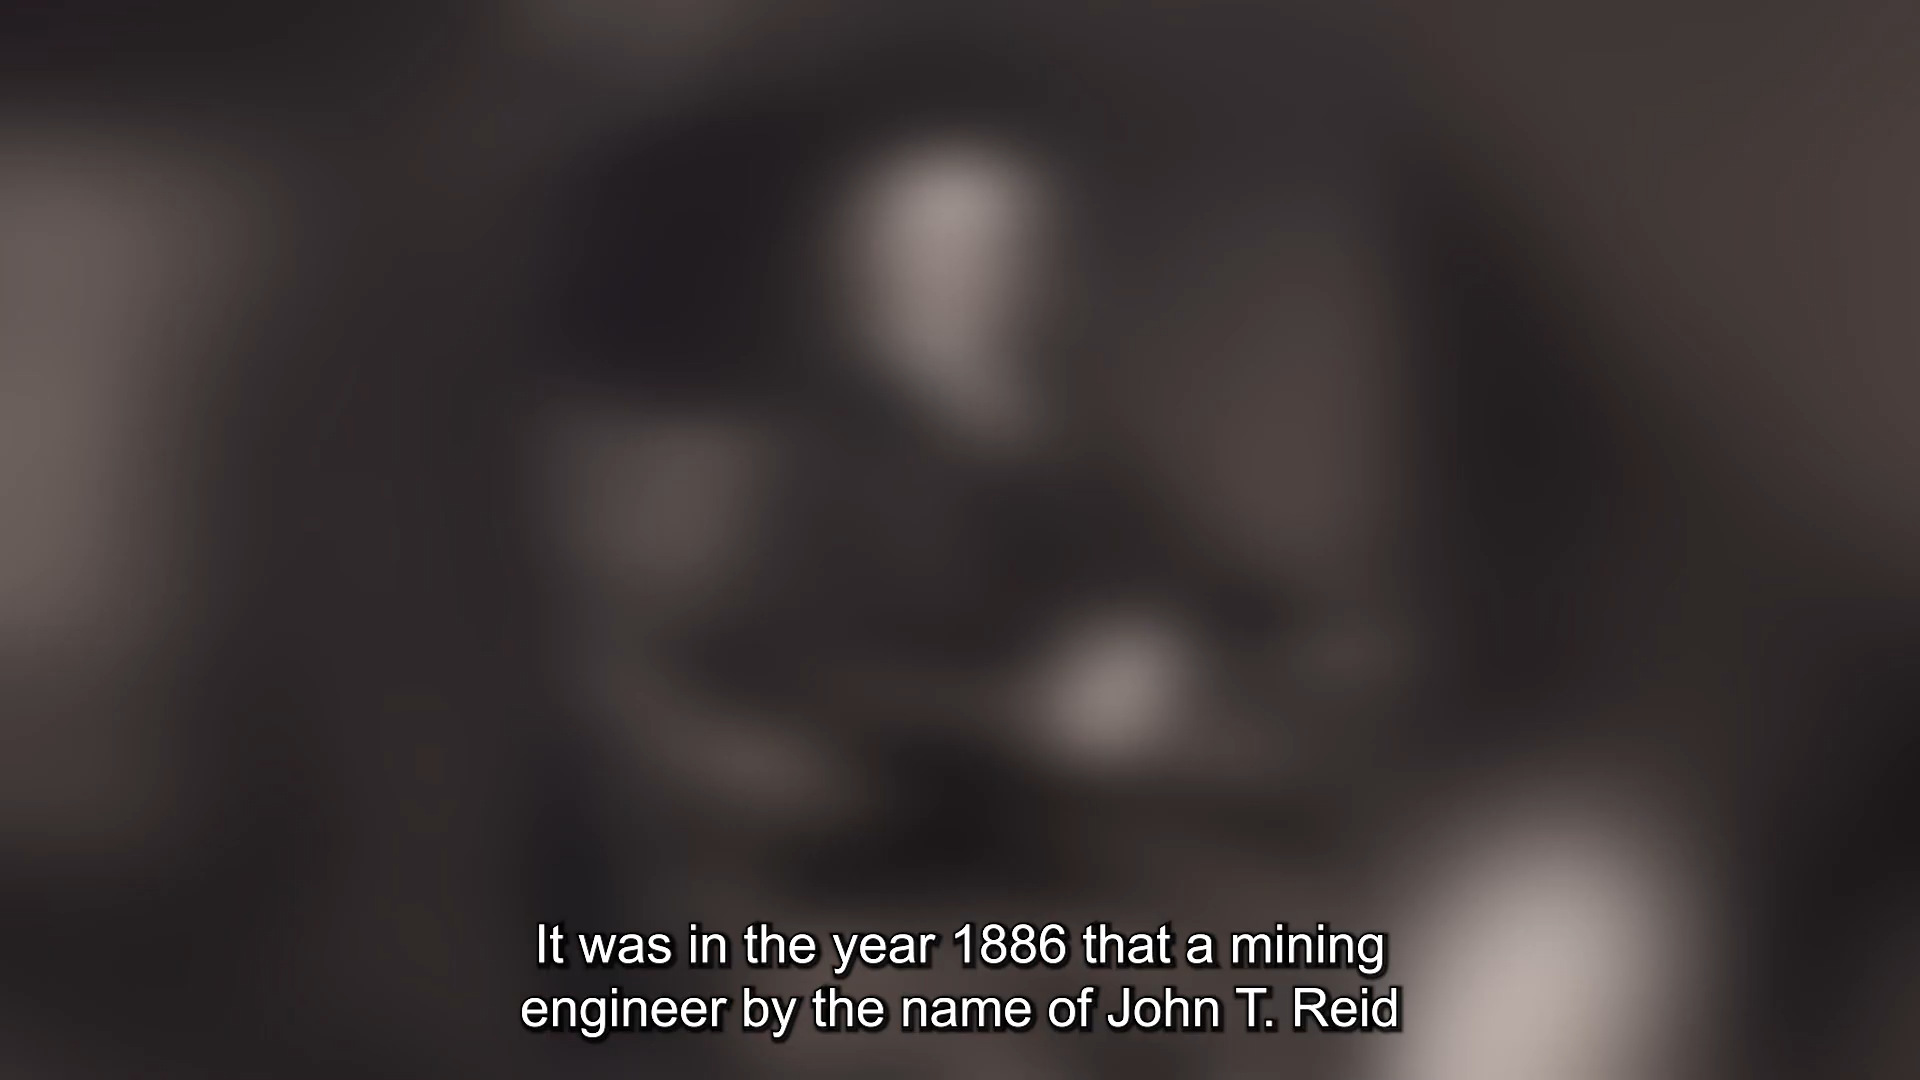 It was in the year 1886 that a mining
engineer by the name of John T. Reid